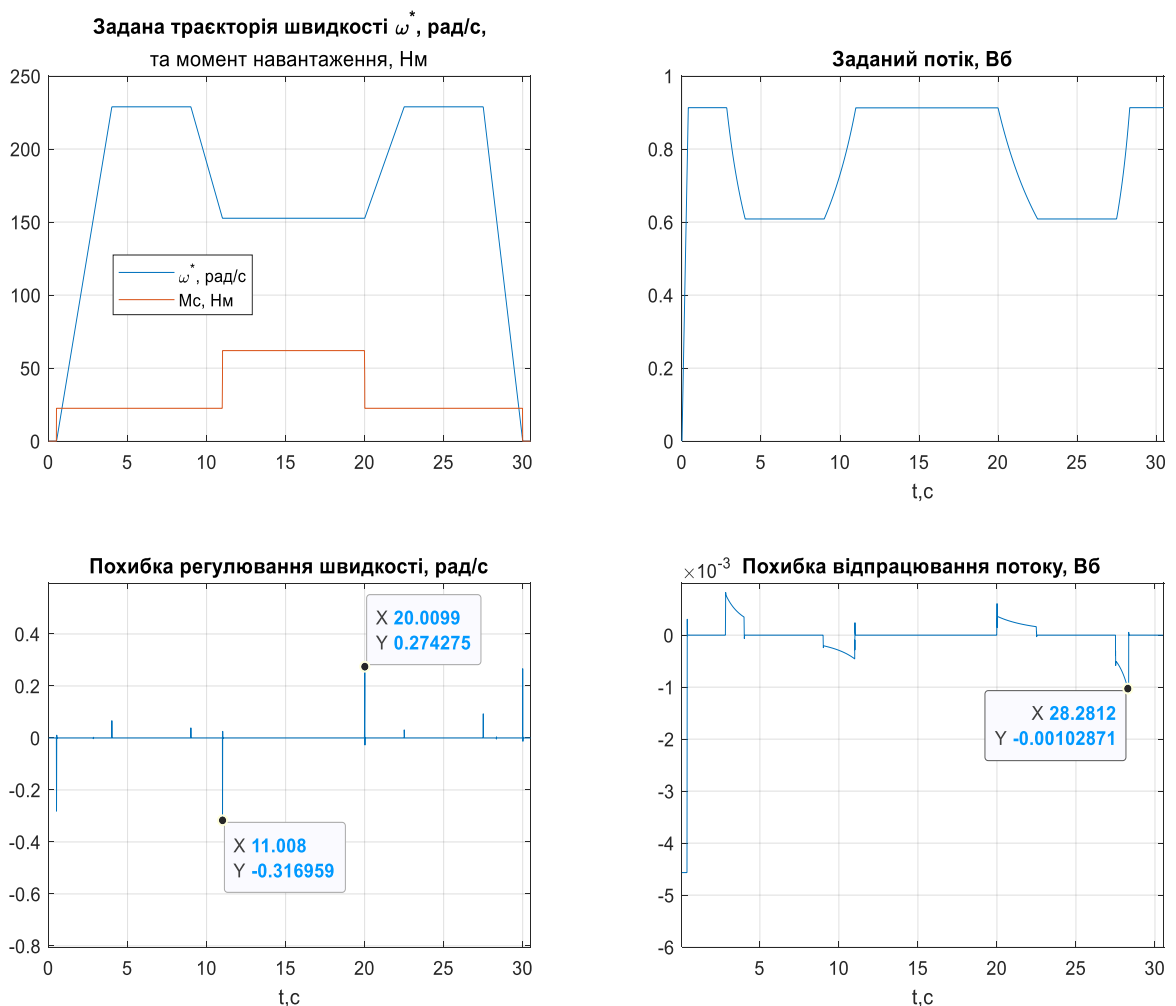 Задана траєкторія швидкості ω*, рад/с,
та момент навантаження, Нм
250
200
150
100
50
0
0 5 10 15 20 25 30
ω*, рад/с
Mc, Нм
Заданий потік, Вб
1
0.8
0.6
0.4
0.2
0
0 5 10 15 20 25 30
t,c
Похибка регулювання швидкості, рад/с
0.4
0.2
0
-0.2
-0.4
-0.6
-0.8
X 20.0099
Y 0.274275
X 11.008
Y -0.316959
0 5 10 15 20 25 30
t,c
×10⁻³
Похибка відпрацювання потоку, Вб
0
-1
-2
-3
-4
-5
-6
X 28.2812
Y -0.00102871
5 10 15 20 25 30
t,c